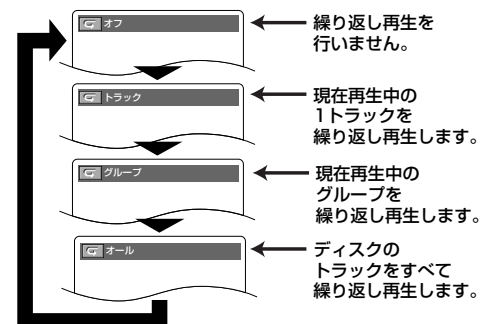 オフ
繰り返し再生を
行いません。
トラック
現在再生中の
1トラックを
繰り返し再生します。
グループ
現在再生中の
グループを
繰り返し再生します。
オール
ディスクの
トラックをすべて
繰り返し再生します。